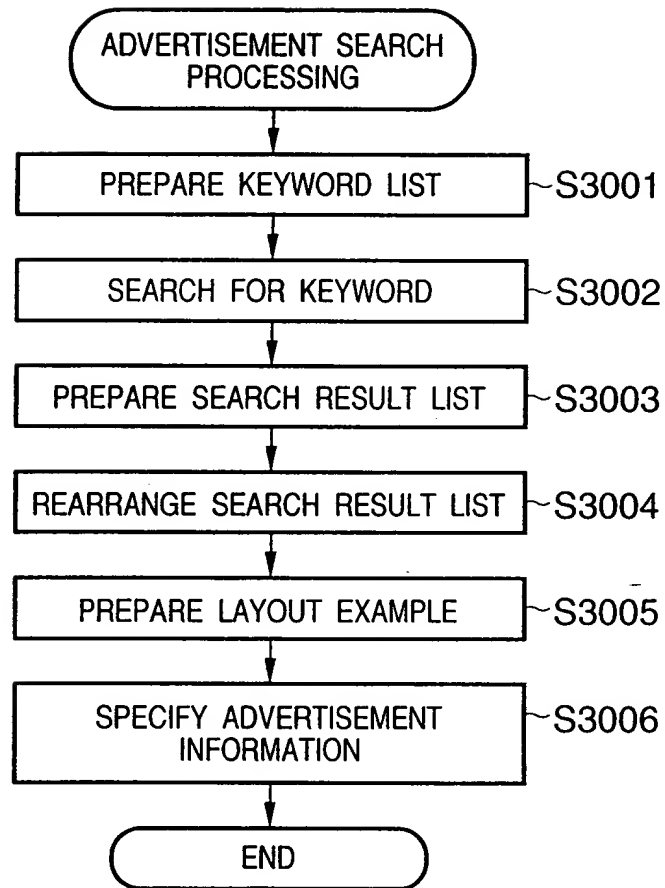 ADVERTISEMENT SEARCH
PROCESSING
PREPARE KEYWORD LIST
~S3001
SEARCH FOR KEYWORD
~S3002
PREPARE SEARCH RESULT LIST
~S3003
REARRANGE SEARCH RESULT LIST
~S3004
PREPARE LAYOUT EXAMPLE
~S3005
SPECIFY ADVERTISEMENT
INFORMATION
~S3006
END